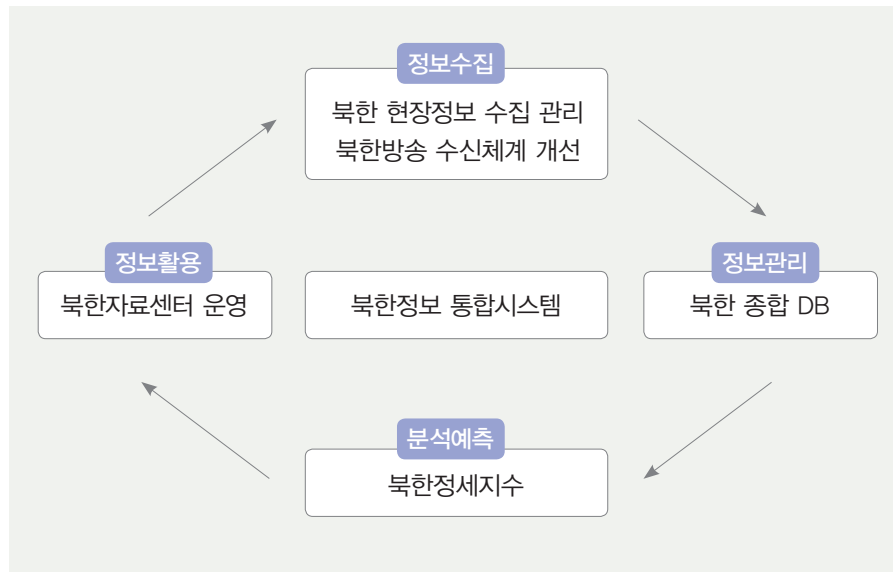 정보수집
북한 현장정보 수집 관리
북한방송 수신체계 개선
정보활용
북한자료센터 운영
북한정보 통합시스템
정보관리
북한 종합 DB
분석예측
북한정세지수